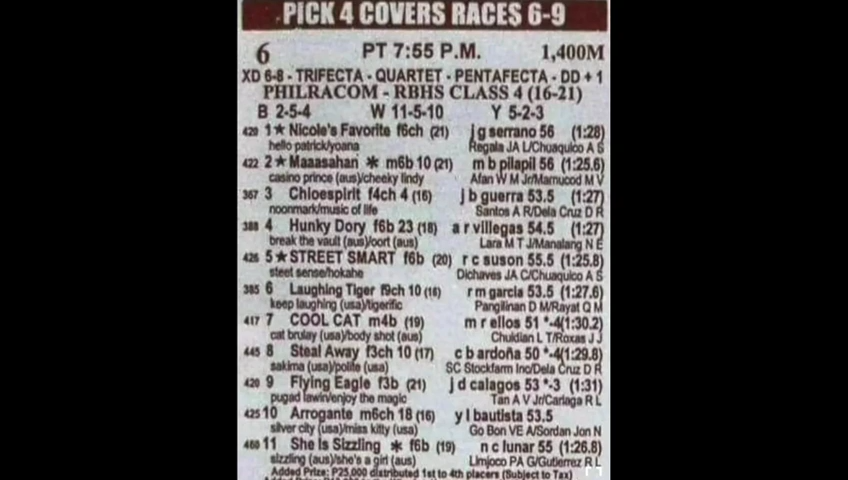 PICK 4 COVERS RACES 6-9
6 PT 7:55 P.M. 1,400M
XD 6-8 - TRIFECTA - QUARTET - PENTAFECTA - DD + 1
PHILRACOM - RBHS CLASS 4 (16-21)
B 2-5-4 W 11-5-10 Y 5-2-3
420 1 ★ Nicole's Favorite f6ch (21) j g serrano 56 (1:28)
hello patrick/yoana Regala JA L/Chuaquico A S
422 2 ★ Maaasahan * m6b 10 (21) m b pilapil 56 (1:25.6)
casino prince (aus)/cheeky lindy Afan W M Jr/Mamucod M V
367 3 Chloespirit f4ch 4 (16) j b guerra 53.5 (1:27)
noonmark/music of life Santos A R/Dela Cruz D R
388 4 Hunky Dory f6b 23 (18) a r villegas 54.5 (1:27)
break the vault (aus)/oort (aus) Lara M T J/Manalang N E
426 5 ★ STREET SMART f6b (20) r c suson 55.5 (1:25.8)
steet sense/hokahe Dichaves JA C/Chuaquico A S
385 6 Laughing Tiger f9ch 10 (16) r m garcia 53.5 (1:27.6)
keep laughing (usa)/tigerific Pangilinan D M/Rayat Q M
417 7 COOL CAT m4b (19) m r ellos 51 *-4 (1:30.2)
cat brulay (usa)/body shot (aus) Chuidian L T/Roxas J J
445 8 Steal Away f3ch 10 (17) c b ardoña 50 *-4 (1:29.8)
sakima (usa)/polite (usa) SC Stockfarm Inc/Dela Cruz D R
420 9 Flying Eagle f3b (21) j d calagos 53 *-3 (1:31)
pugad lawin/enjoy the magic Tan A V Jr/Cariaga R L
425 10 Arrogante m6ch 18 (16) y l bautista 53.5
silver city (usa)/miss kitty (usa) Go Bon VE A/Sordan Jon N
460 11 She Is Sizzling * f6b (19) n c lunar 55 (1:26.8)
sizzling (aus)/she's a girl (aus) Limjoco PA G/Gutierrez R L
Added Prize: P25,000 distributed 1st to 4th placers (Subject to Tax)